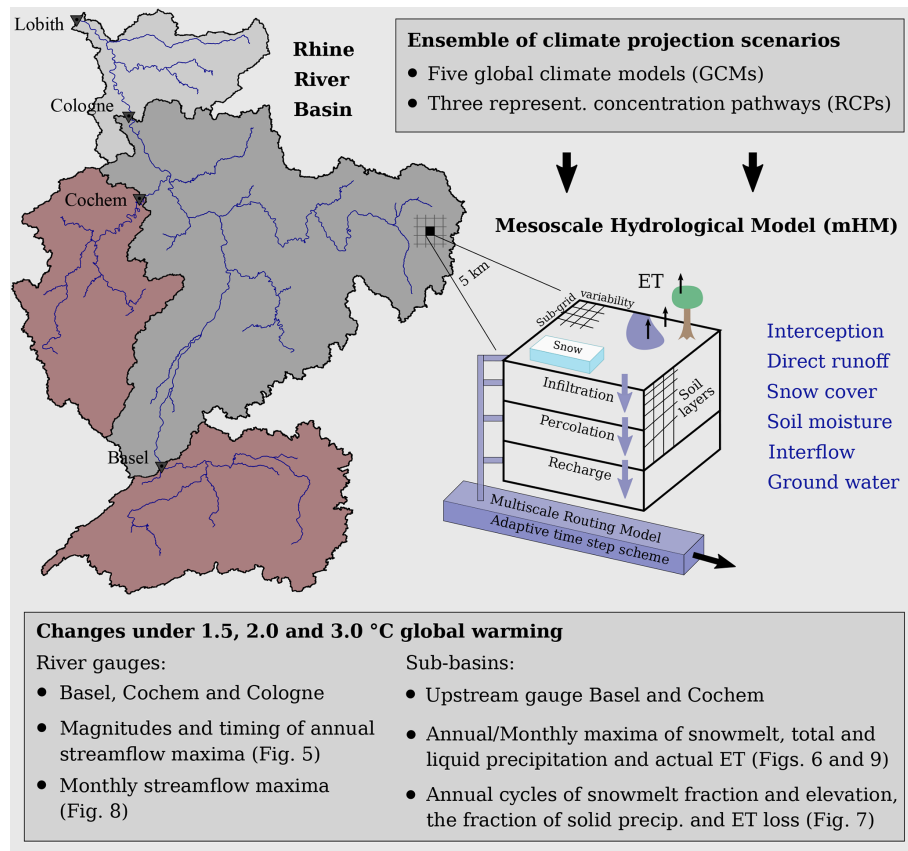 Lobith
Cologne
Cochem
Basel
Rhine
River
Basin
Ensemble of climate projection scenarios
● Five global climate models (GCMs)
● Three represent. concentration pathways (RCPs)
Mesoscale Hydrological Model (mHM)
5 km
Sub-grid variability
ET
Snow
Infiltration
Percolation
Recharge
Soil
layers
Multiscale Routing Model
Adaptive time step scheme
Interception
Direct runoff
Snow cover
Soil moisture
Interflow
Ground water
Changes under 1.5, 2.0 and 3.0 °C global warming
River gauges:
● Basel, Cochem and Cologne
● Magnitudes and timing of annual
streamflow maxima (Fig. 5)
● Monthly streamflow maxima
(Fig. 8)
Sub-basins:
● Upstream gauge Basel and Cochem
● Annual/Monthly maxima of snowmelt, total and
liquid precipitation and actual ET (Figs. 6 and 9)
● Annual cycles of snowmelt fraction and elevation,
the fraction of solid precip. and ET loss (Fig. 7)